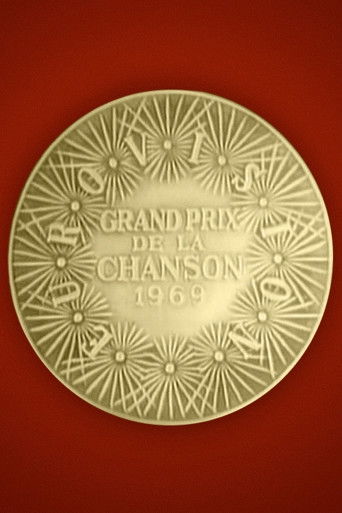 EUROVISION
GRAND PRIX
DE LA
CHANSON
1969